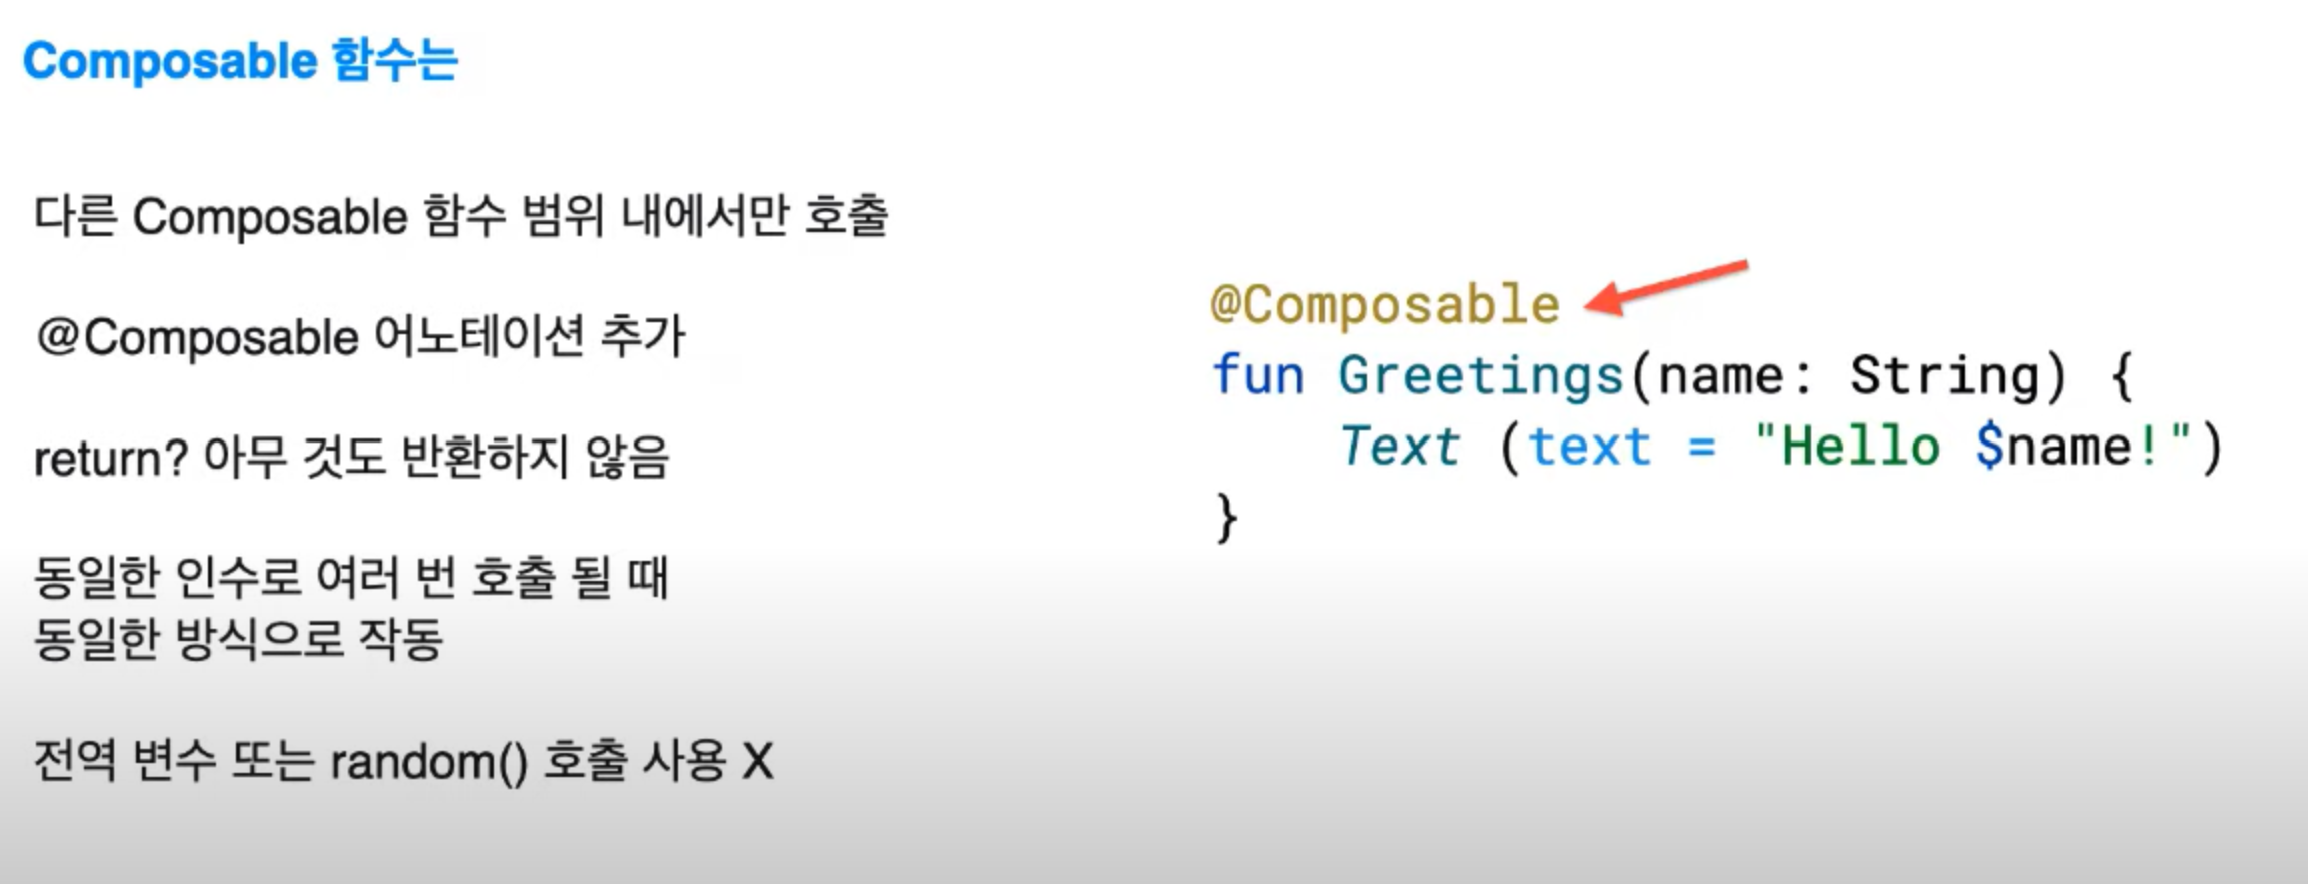 Composable 함수는
다른 Composable 함수 범위 내에서만 호출
@Composable 어노테이션 추가
return? 아무 것도 반환하지 않음
동일한 인수로 여러 번 호출 될 때
동일한 방식으로 작동
전역 변수 또는 random() 호출 사용 X
@Composable
fun Greetings(name: String) {
    Text (text = "Hello $name!")
}